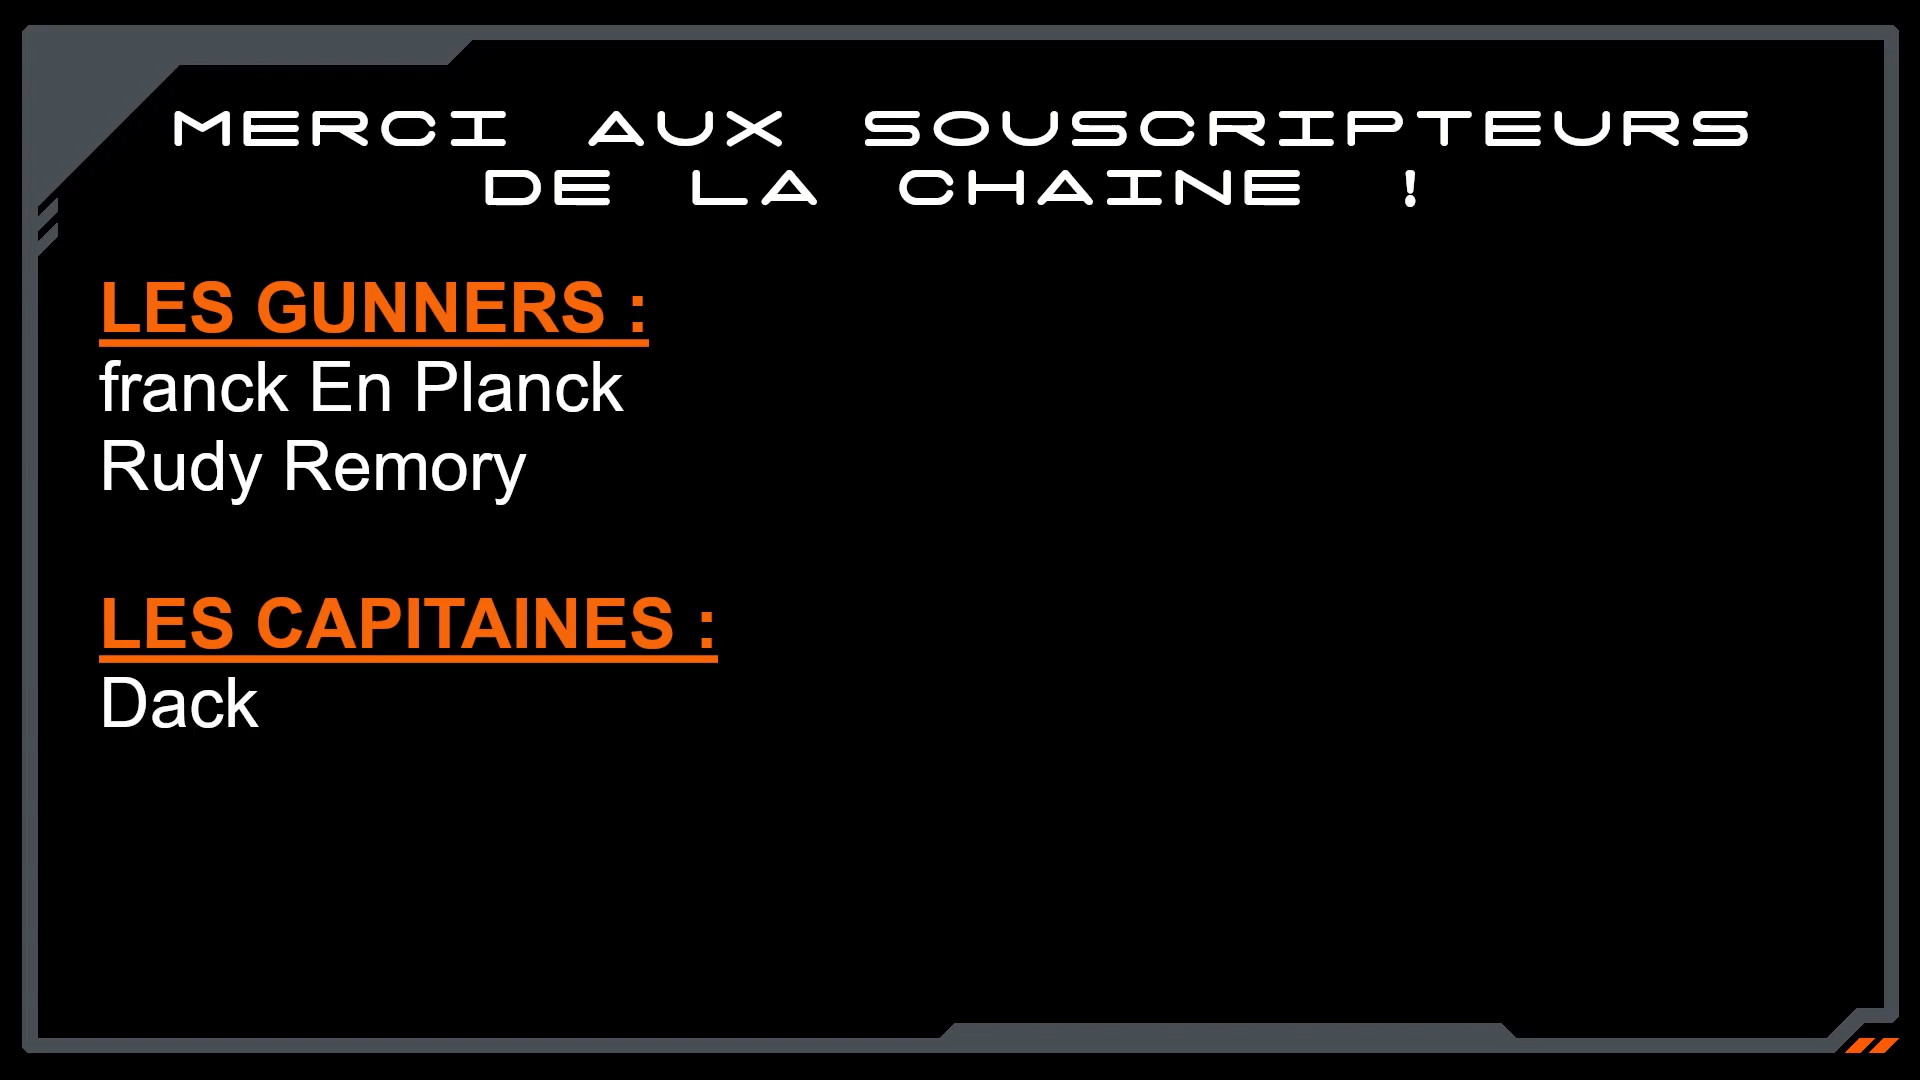 MERCI AUX SOUSCRIPTEURS
DE LA CHAINE !
LES GUNNERS :
franck En Planck
Rudy Remory
LES CAPITAINES :
Dack